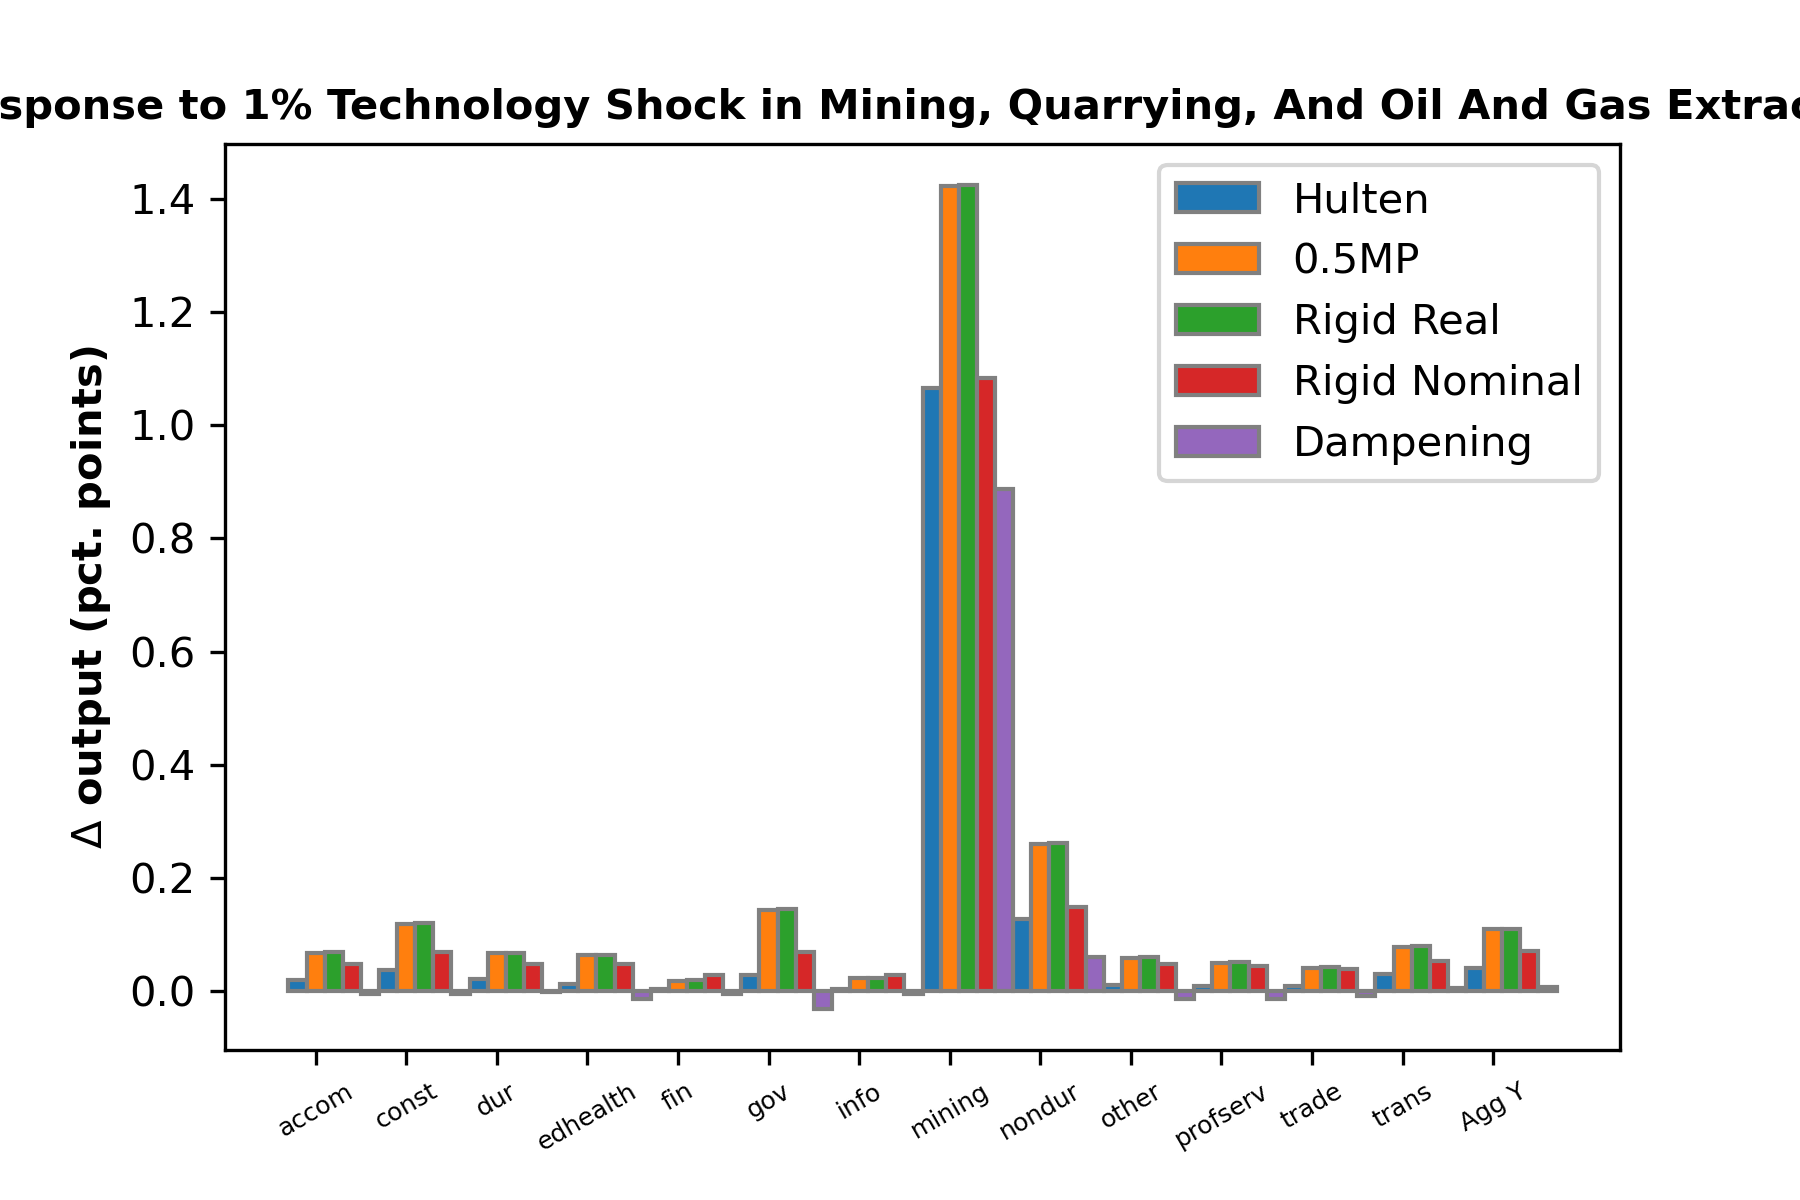 sponse to 1% Technology Shock in Mining, Quarrying, And Oil And Gas Extrac
Δ output (pct. points)
1.4
1.2
1.0
0.8
0.6
0.4
0.2
0.0
Hulten
0.5MP
Rigid Real
Rigid Nominal
Dampening
accom
const
dur
edhealth
fin
gov
info
mining
nondur
other
profserv
trade
trans
Agg Y